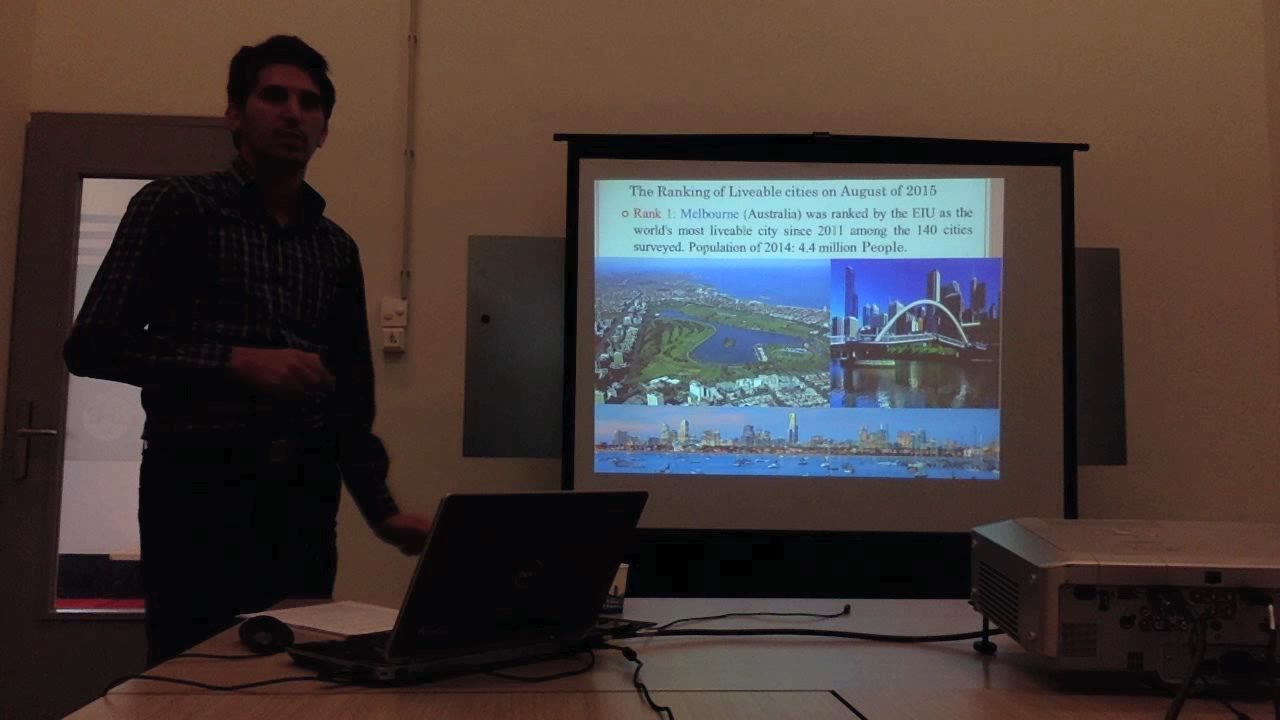 The Ranking of Liveable cities on August of 2015
Rank 1. Melbourne (Australia) was ranked by the EIU as the
world's most liveable city since 2011 among the 140 cities
surveyed. Population of 2014: 4.4 million People.